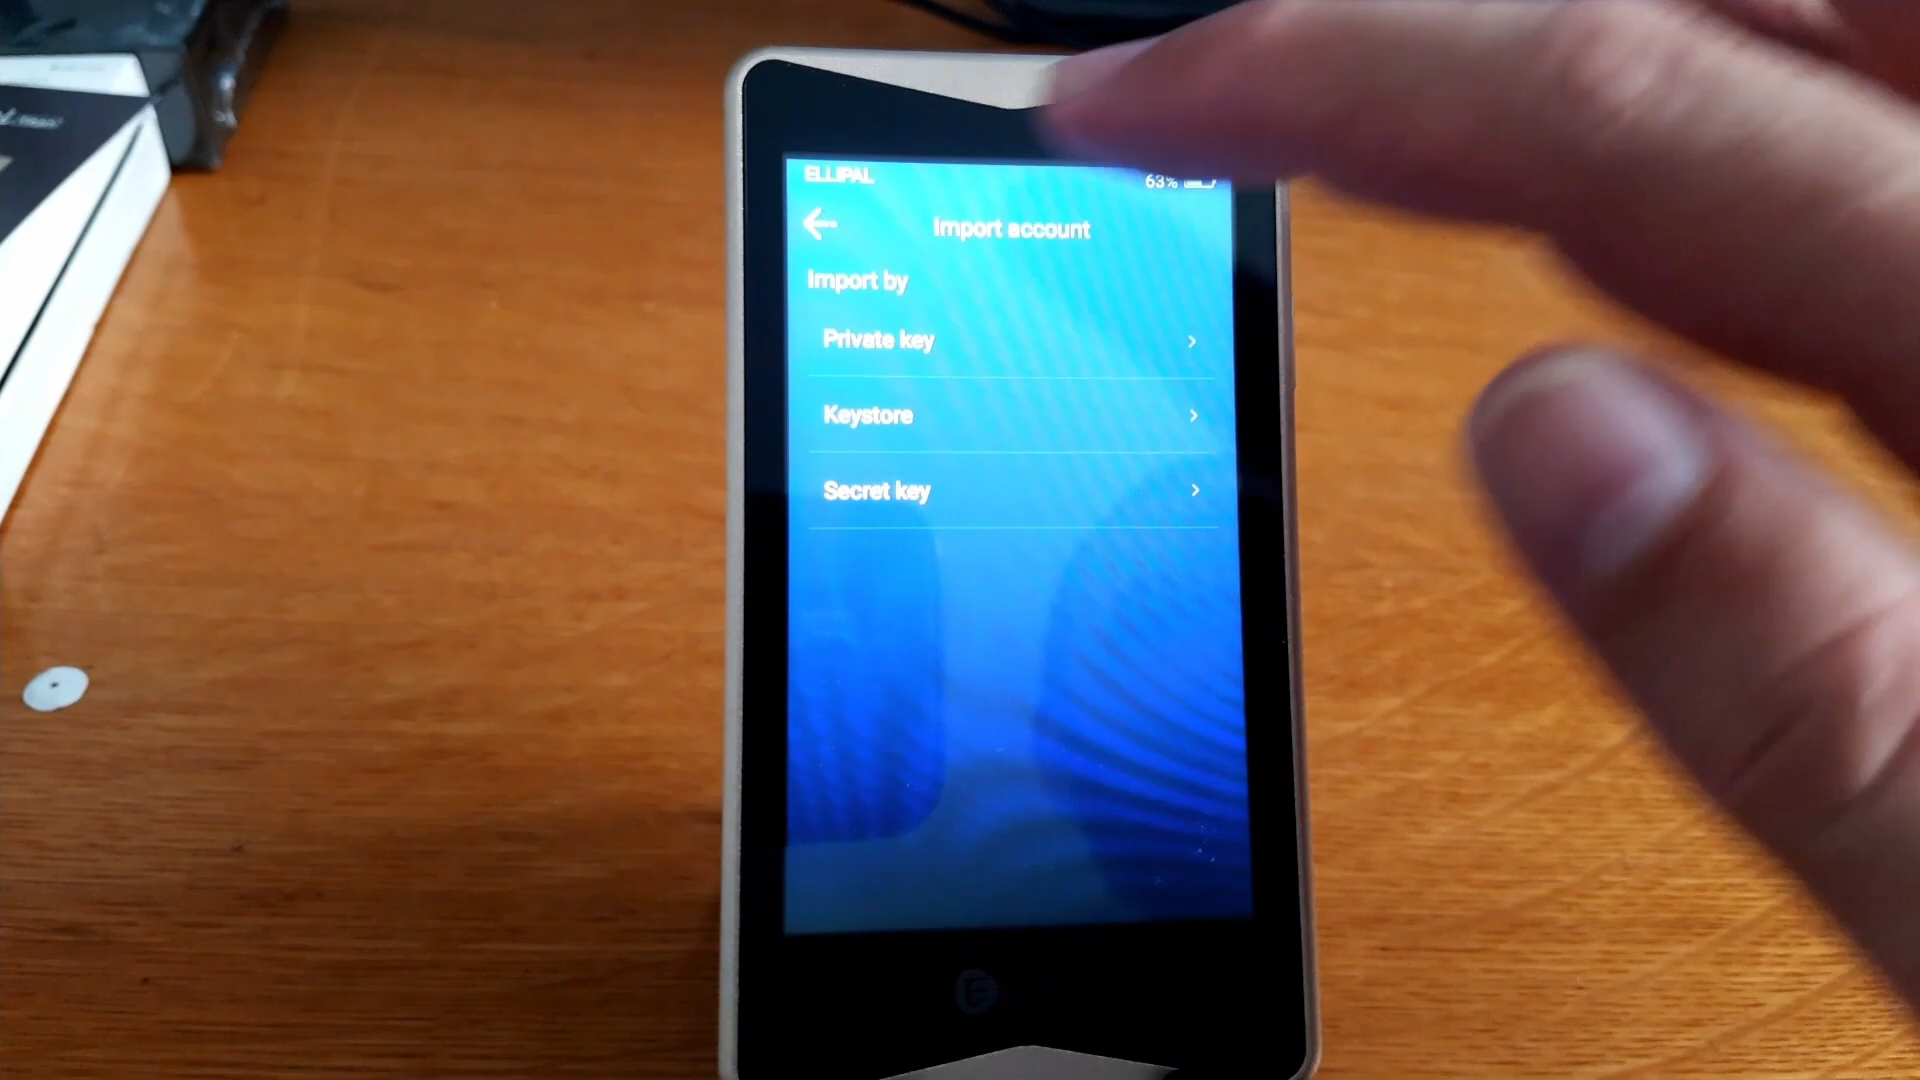 ELLIPAL
63%
Import account
Import by
Private key
Keystore
Secret key